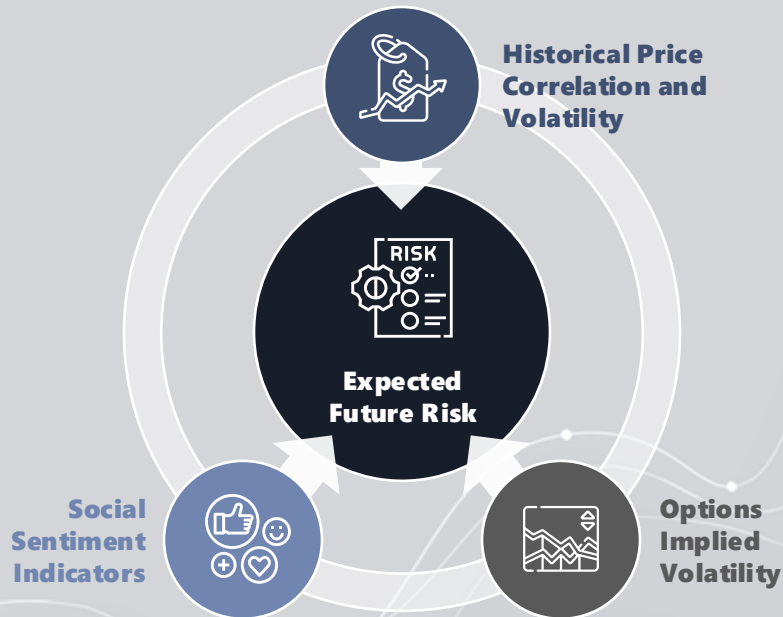 Historical Price
Correlation and
Volatility
RISK
Expected
Future Risk
Social
Sentiment
Indicators
Options
Implied
Volatility